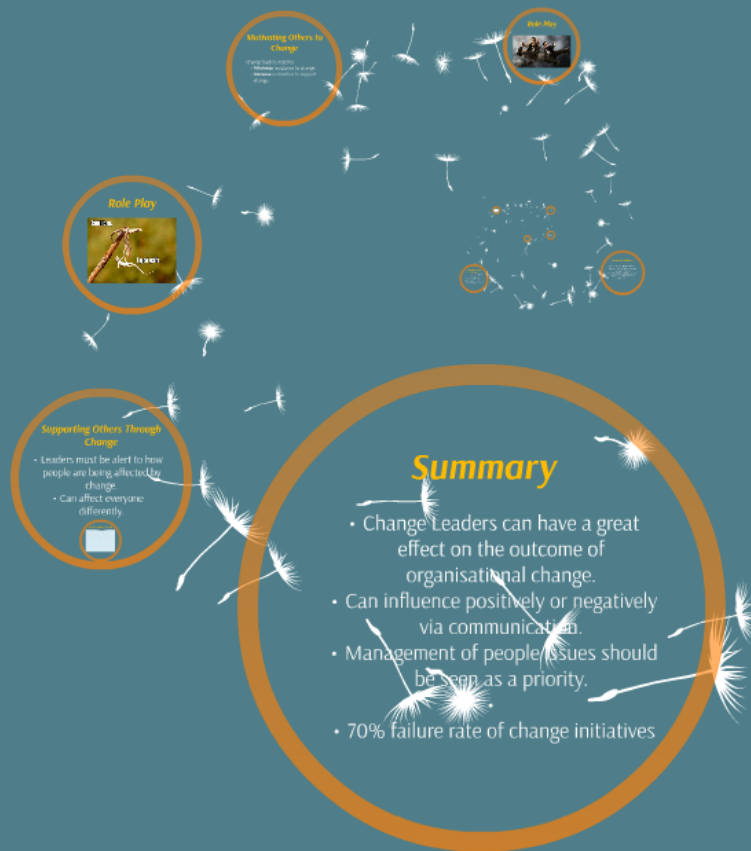 Motivating Others to
Change
Role Play
Role Play
Supporting Others Through
Change
• Leaders must be alert to how
people are being affected by
change.
• Can affect everyone
differently.
Summary
• Change Leaders can have a great
effect on the outcome of
organisational change.
• Can influence positively or negatively
via communication.
• Management of people issues should
be seen as a priority.
•
• 70% failure rate of change initiatives